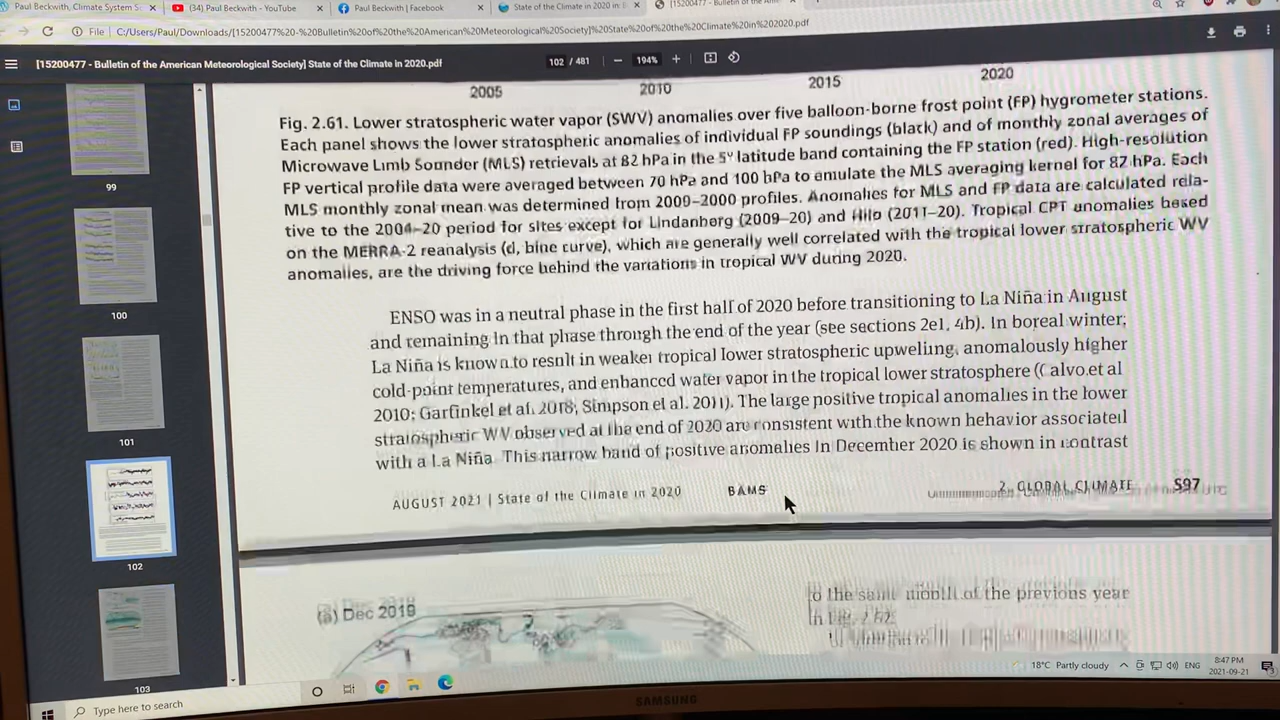 Paul Beckwith, Climate System S
(34) Paul Beckwith - YouTube
Paul Beckwith | Facebook
State of the Climate in 2020 in
File | C:/Users/Paul/Downloads/[15200477%20-%20Bulletin%20of%20the%20American%20Meteorological%20Society]%20State%20of%20the%20Climate%20in%202020.pdf
[15200477 - Bulletin of the American Meteorological Society] State of the Climate in 2020.pdf
102 / 481
194%
2005 2010 2015 2020
Fig. 2.61. Lower stratospheric water vapor (SWV) anomalies over five balloon-borne frost point (FP) hygrometer stations.
Each panel shows the lower stratospheric anomalies of individual FP soundings (black) and of monthly zonal averages of
Microwave Limb Sounder (MLS) retrievals at 82 hPa in the 5° latitude band containing the FP station (red). High-resolution
FP vertical profile data were averaged between 70 hPa and 100 hPa to emulate the MLS averaging kernel for 82 hPa. Each
MLS monthly zonal mean was determined from 2000–2000 profiles. Anomalies for MLS and FP data are calculated rela-
tive to the 2004–20 period for sites except for Lindenberg (2009–20) and Hilo (2011–20). Tropical CPT anomalies based
on the MERRA-2 reanalysis (d, blue curve), which are generally well correlated with the tropical lower stratospheric WV
anomalies, are the driving force behind the variations in tropical WV during 2020.
ENSO was in a neutral phase in the first half of 2020 before transitioning to La Niña in August
and remaining in that phase through the end of the year (see sections 2e1, 4b). In boreal winter,
La Niña is known to result in weaker tropical lower stratospheric upwelling, anomalously higher
cold-point temperatures, and enhanced water vapor in the tropical lower stratosphere (Calvo et al
2010; Garfinkel et al. 2018; Simpson et al. 2011). The large positive tropical anomalies in the lower
stratospheric WV observed at the end of 2020 are consistent with the known behavior associated
with a La Niña. This narrow band of positive anomalies in December 2020 is shown in contrast
AUGUST 2021 | State of the Climate in 2020
BAMS
2. GLOBAL CLIMATE S97
(a) Dec 2019
to the same month of the previous year
in Fig. 2.62.
99
100
101
102
103
Type here to search
18°C Partly cloudy
ENG
8:47 PM
2021-09-21
SAMSUNG